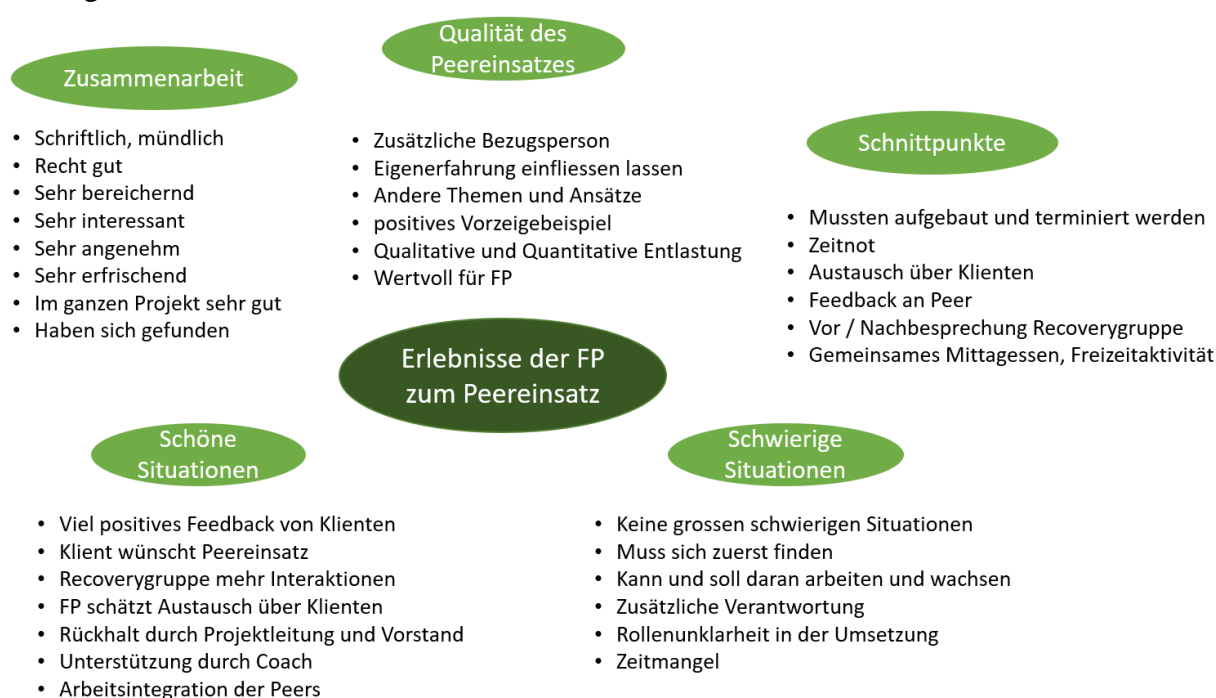 Zusammenarbeit
• Schriftlich, mündlich
• Recht gut
• Sehr bereichernd
• Sehr interessant
• Sehr angenehm
• Sehr erfrischend
• Im ganzen Projekt sehr gut
• Haben sich gefunden
Qualität des
Peereinsatzes
• Zusätzliche Bezugsperson
• Eigenerfahrung einfliessen lassen
• Andere Themen und Ansätze
• positives Vorzeigebeispiel
• Qualitative und Quantitative Entlastung
• Wertvoll für FP
Schnittpunkte
• Mussten aufgebaut und terminiert werden
• Zeitnot
• Austausch über Klienten
• Feedback an Peer
• Vor / Nachbesprechung Recoverygruppe
• Gemeinsames Mittagessen, Freizeitaktivität
Erlebnisse der FP
zum Peereinsatz
Schöne
Situationen
• Viel positives Feedback von Klienten
• Klient wünscht Peereinsatz
• Recoverygruppe mehr Interaktionen
• FP schätzt Austausch über Klienten
• Rückhalt durch Projektleitung und Vorstand
• Unterstützung durch Coach
• Arbeitsintegration der Peers
Schwierige
Situationen
• Keine grossen schwierigen Situationen
• Muss sich zuerst finden
• Kann und soll daran arbeiten und wachsen
• Zusätzliche Verantwortung
• Rollenunklarheit in der Umsetzung
• Zeitmangel